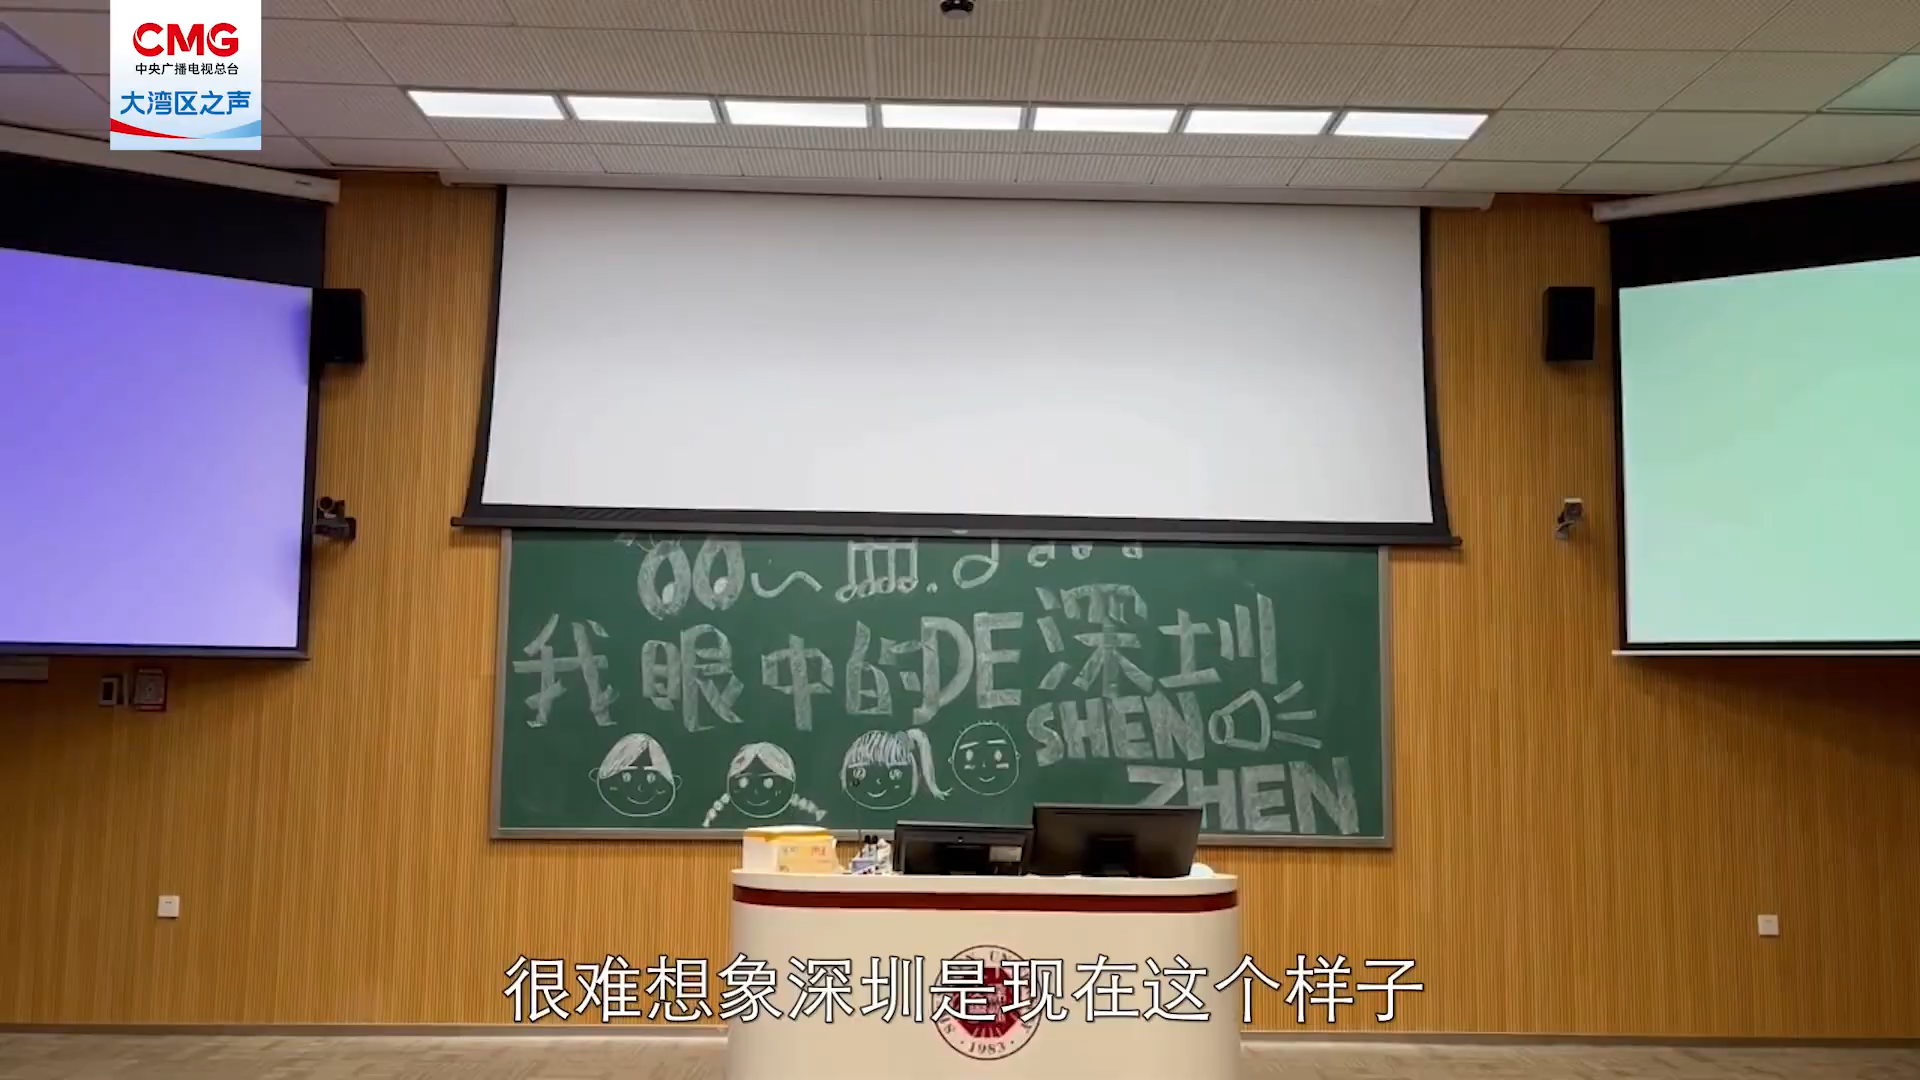 CMG
中央广播电视总台
大湾区之声
我眼中的DE深圳
SHEN
ZHEN
很难想象深圳是现在这个样子
·1983·